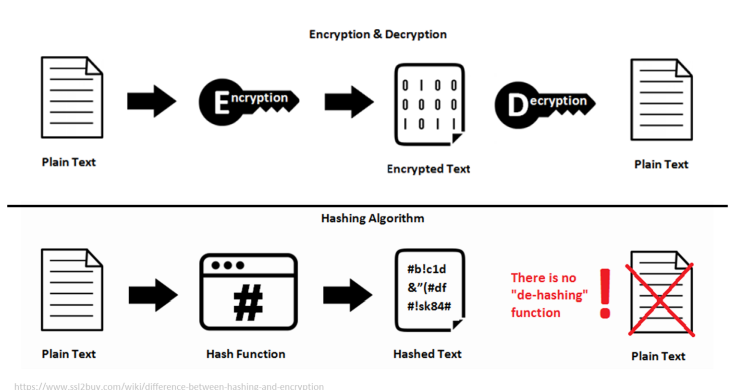 Encryption & Decryption
Encryption
0 1 0 0
0 0 0 0
1 0 1 1
Decryption
Plain Text
Encrypted Text
Plain Text
Hashing Algorithm
#
#b!c1d
&"(#df
#!sk84#
There is no
"de-hashing"
function
!
Plain Text
Hash Function
Hashed Text
Plain Text
https://www.ssl2buy.com/wiki/difference-between-hashing-and-encryption